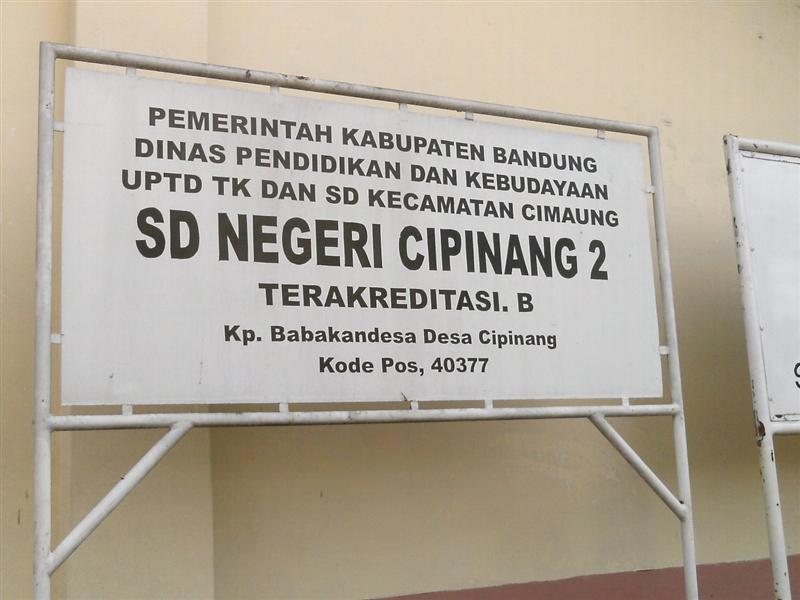 PEMERINTAH KABUPATEN BANDUNG
DINAS PENDIDIKAN DAN KEBUDAYAAN
UPTD TK DAN SD KECAMATAN CIMAUNG
SD NEGERI CIPINANG 2
TERAKREDITASI. B
Kp. Babakandesa Desa Cipinang
Kode Pos, 40377